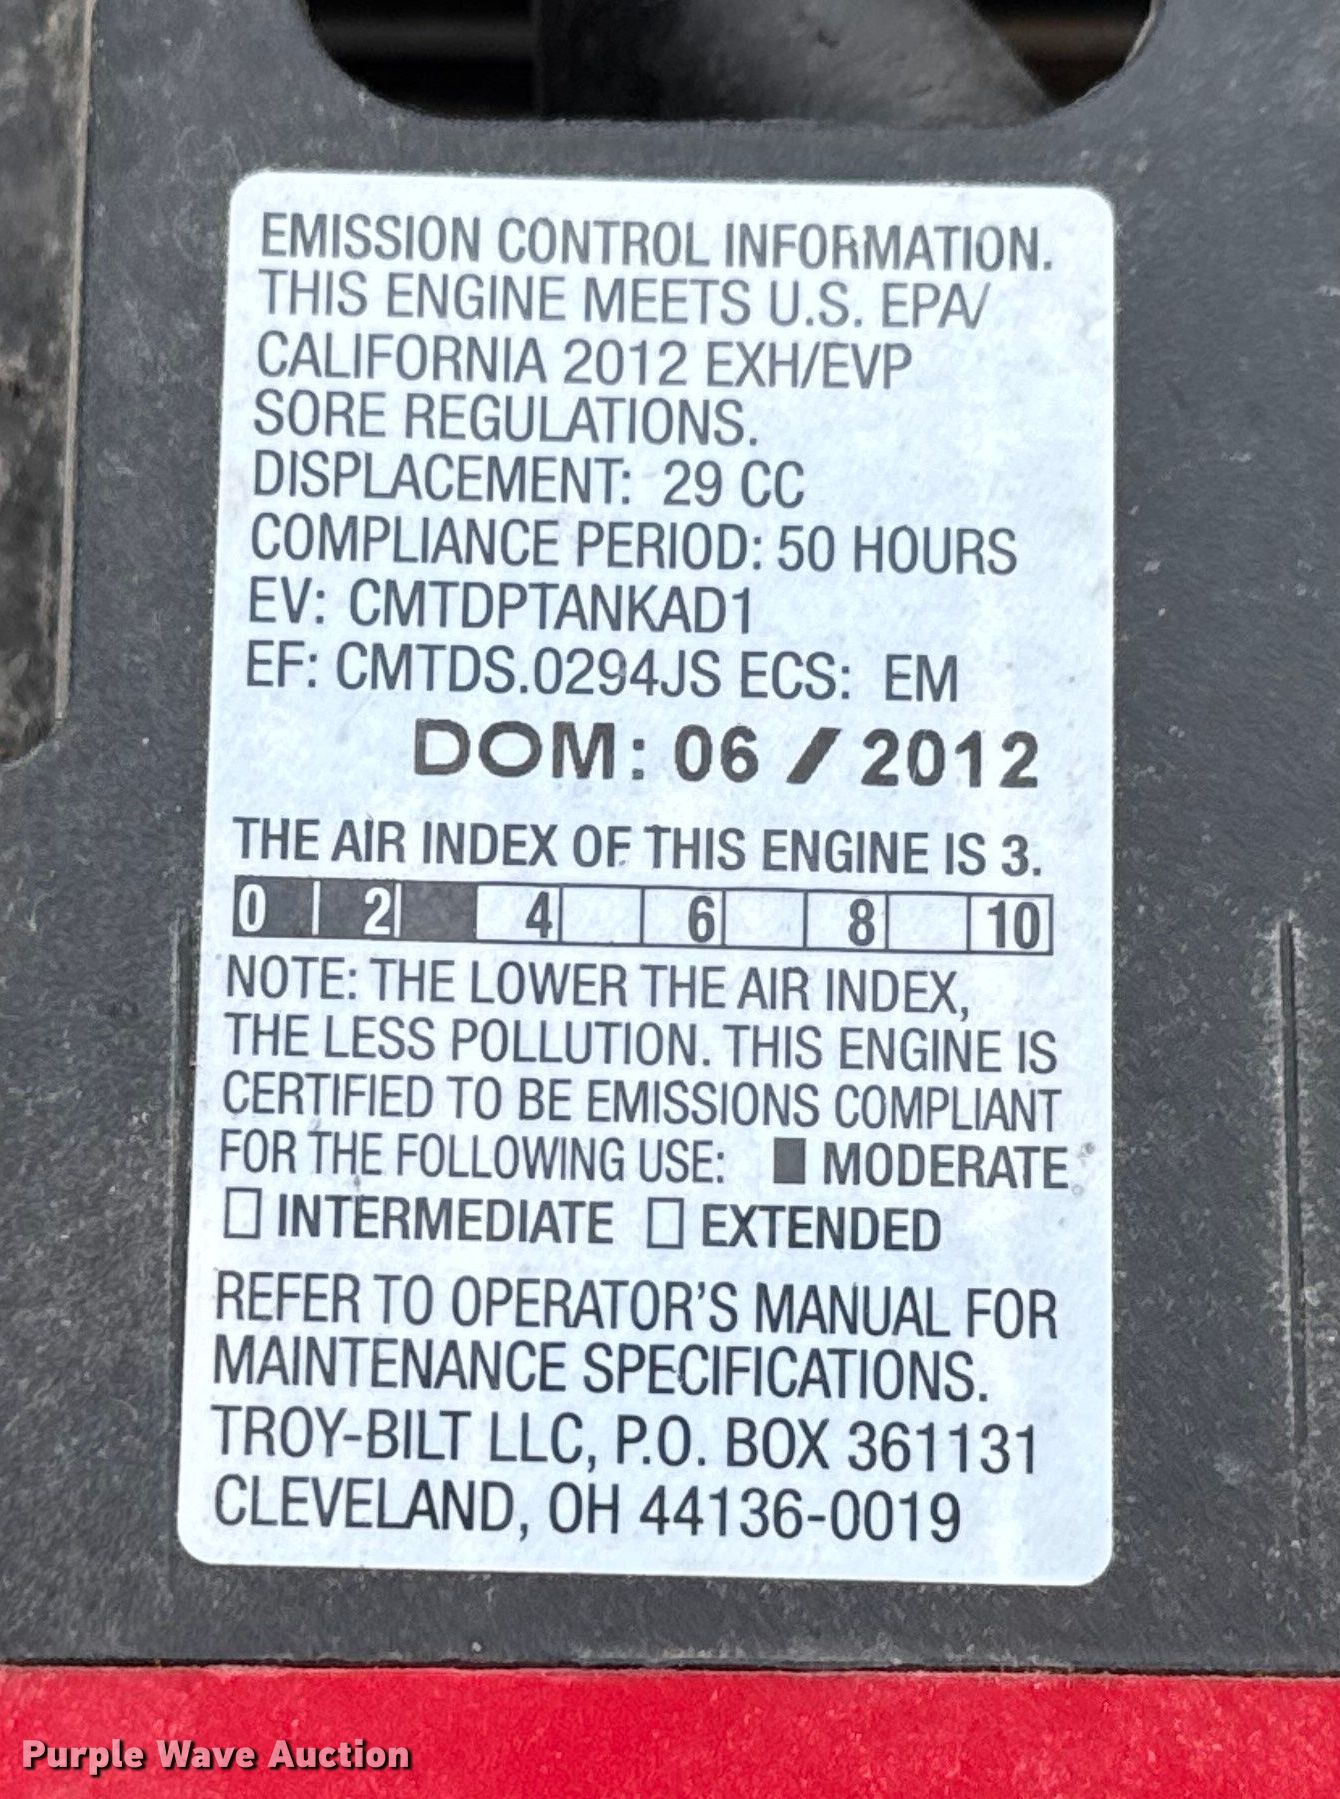 EMISSION CONTROL INFORMATION.
THIS ENGINE MEETS U.S. EPA/
CALIFORNIA 2012 EXH/EVP
SORE REGULATIONS.
DISPLACEMENT: 29 CC
COMPLIANCE PERIOD: 50 HOURS
EV: CMTDPTANKAD1
EF: CMTDS.0294JS ECS: EM
DOM: 06 / 2012
THE AIR INDEX OF THIS ENGINE IS 3.
0 | 2 | 4 | 6 | 8 | 10
NOTE: THE LOWER THE AIR INDEX,
THE LESS POLLUTION. THIS ENGINE IS
CERTIFIED TO BE EMISSIONS COMPLIANT
FOR THE FOLLOWING USE: ■ MODERATE
□ INTERMEDIATE □ EXTENDED
REFER TO OPERATOR'S MANUAL FOR
MAINTENANCE SPECIFICATIONS.
TROY-BILT LLC, P.O. BOX 361131
CLEVELAND, OH 44136-0019
Purple Wave Auction